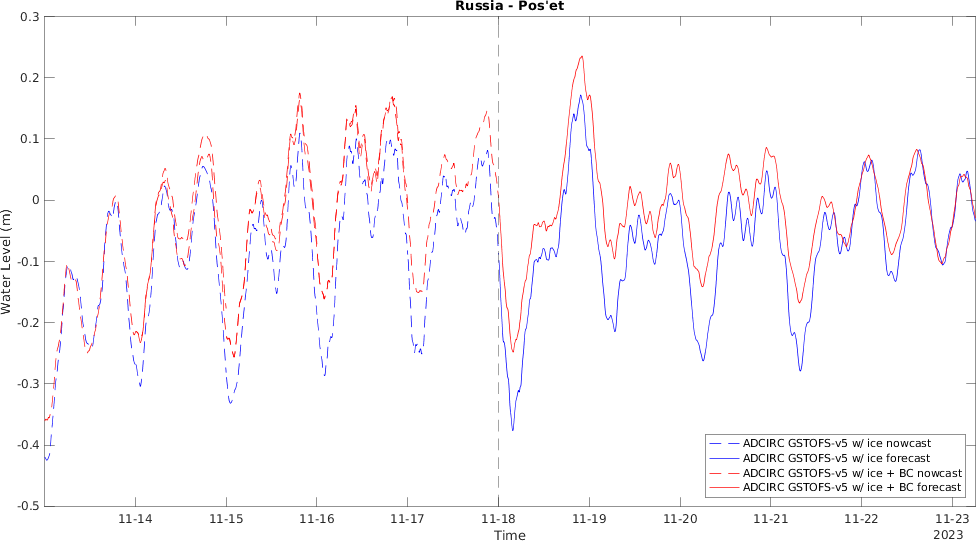 Russia - Pos'et
0.3
0.2
0.1
0
-0.1
-0.2
-0.3
-0.4
-0.5
Water Level (m)
11-14 11-15 11-16 11-17 11-18 11-19 11-20 11-21 11-22 11-23
2023
Time
ADCIRC GSTOFS-v5 w/ ice nowcast
ADCIRC GSTOFS-v5 w/ ice forecast
ADCIRC GSTOFS-v5 w/ ice + BC nowcast
ADCIRC GSTOFS-v5 w/ ice + BC forecast